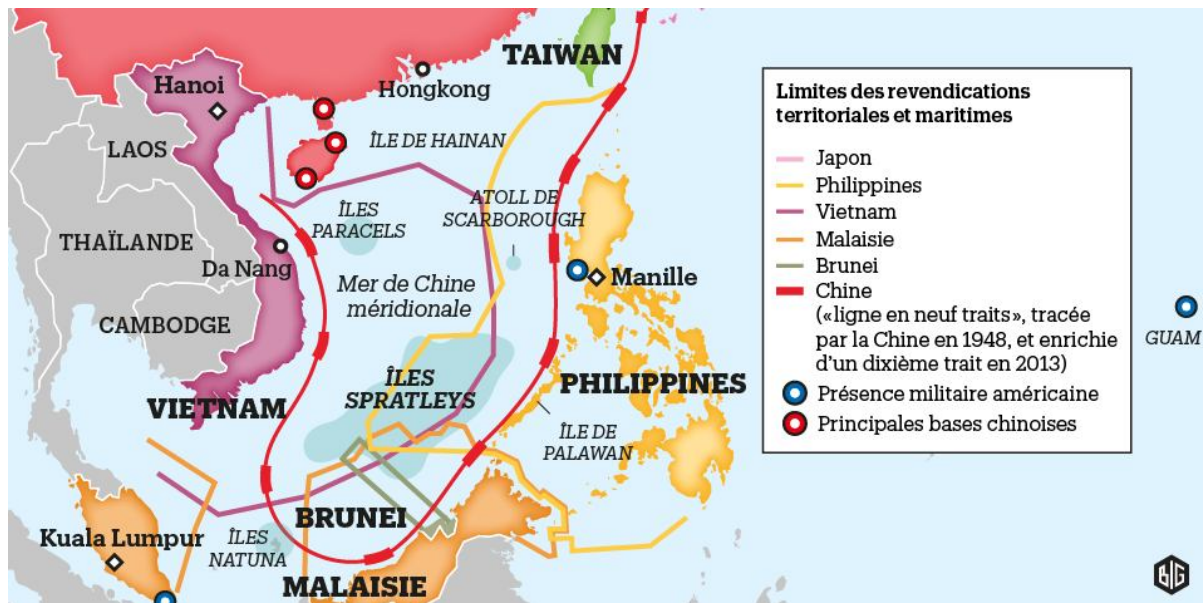 TAIWAN
Hanoi
Hongkong
LAOS
ÎLE DE HAINAN
ÎLES
PARACELS
ATOLL DE
SCARBOROUGH
THAÏLANDE
Da Nang
Mer de Chine
méridionale
Manille
CAMBODGE
VIETNAM
ÎLES
SPRATLEYS
PHILIPPINES
ÎLE DE
PALAWAN
BRUNEI
Kuala Lumpur
ÎLES
NATUNA
MALAISIE
GUAM
Limites des revendications
territoriales et maritimes
Japon
Philippines
Vietnam
Malaisie
Brunei
Chine
(«ligne en neuf traits», tracée
par la Chine en 1948, et enrichie
d'un dixième trait en 2013)
Présence militaire américaine
Principales bases chinoises
BIG